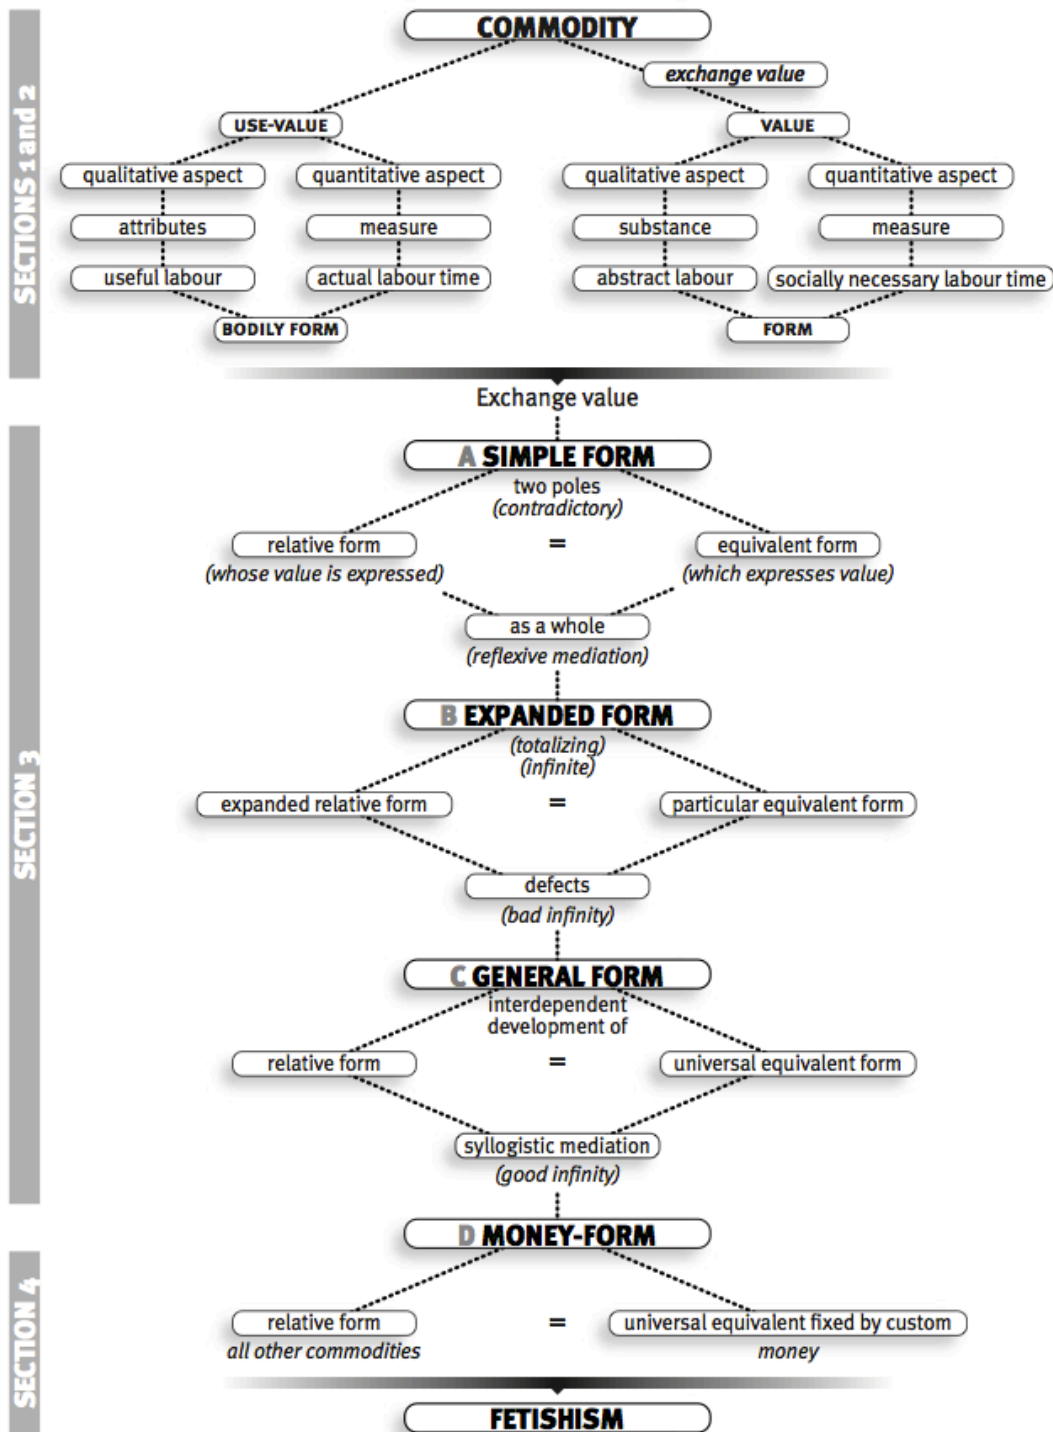 COMMODITY
exchange value
USE-VALUE
VALUE
qualitative aspect
quantitative aspect
qualitative aspect
quantitative aspect
attributes
measure
substance
measure
useful labour
actual labour time
abstract labour
socially necessary labour time
BODILY FORM
FORM
SECTIONS 1 and 2
Exchange value
A SIMPLE FORM
two poles
(contradictory)
relative form
=
equivalent form
(whose value is expressed)
(which expresses value)
as a whole
(reflexive mediation)
B EXPANDED FORM
(totalizing)
(infinite)
expanded relative form
=
particular equivalent form
defects
(bad infinity)
C GENERAL FORM
interdependent
development of
relative form
=
universal equivalent form
syllogistic mediation
(good infinity)
SECTION 3
D MONEY-FORM
relative form
=
universal equivalent fixed by custom
all other commodities
money
FETISHISM
SECTION 4